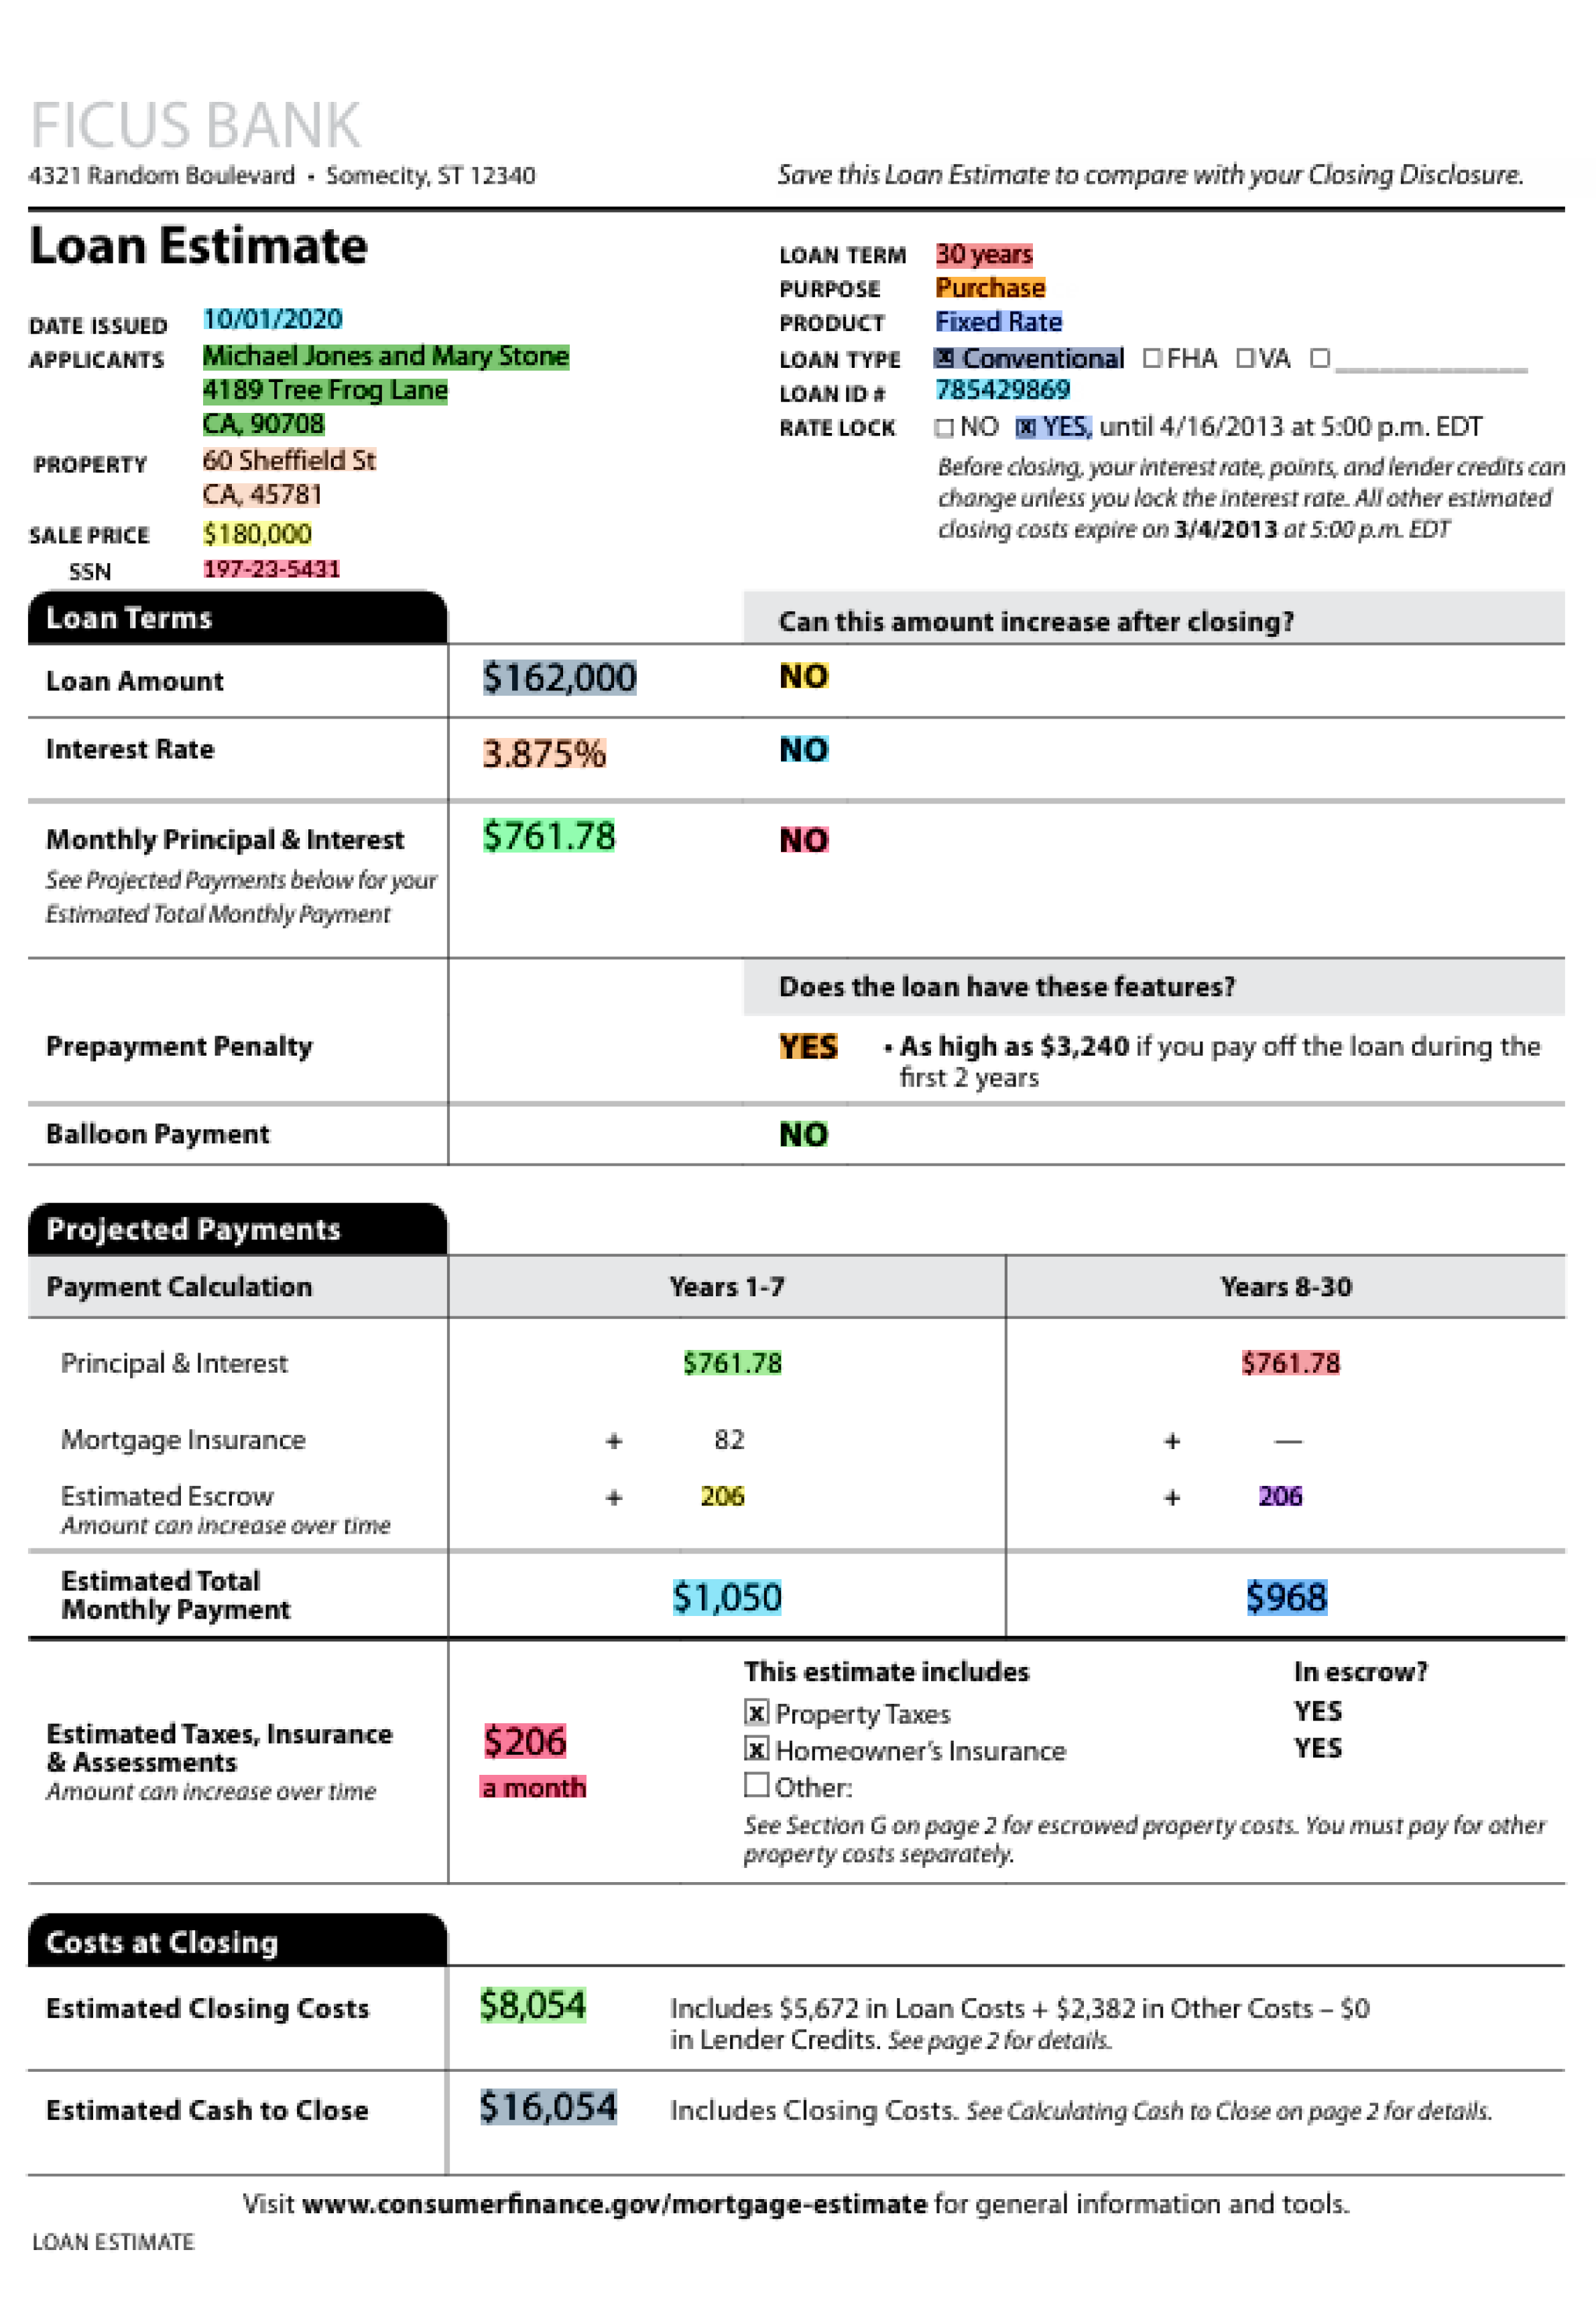 FICUS BANK
4321 Random Boulevard • Somecity, ST 12340
Save this Loan Estimate to compare with your Closing Disclosure.
Loan Estimate
DATE ISSUED 10/01/2020
APPLICANTS Michael Jones and Mary Stone
4189 Tree Frog Lane
CA, 90708
PROPERTY 60 Sheffield St
CA, 45781
SALE PRICE $180,000
SSN 197-23-5431
LOAN TERM 30 years
PURPOSE Purchase
PRODUCT Fixed Rate
LOAN TYPE ☒ Conventional ☐ FHA ☐ VA ☐ _____________
LOAN ID # 785429869
RATE LOCK ☐ NO ☒ YES, until 4/16/2013 at 5:00 p.m. EDT
Before closing, your interest rate, points, and lender credits can
change unless you lock the interest rate. All other estimated
closing costs expire on 3/4/2013 at 5:00 p.m. EDT
Loan Terms Can this amount increase after closing?
Loan Amount $162,000 NO
Interest Rate 3.875% NO
Monthly Principal & Interest $761.78 NO
See Projected Payments below for your
Estimated Total Monthly Payment
Does the loan have these features?
Prepayment Penalty YES • As high as $3,240 if you pay off the loan during the
first 2 years
Balloon Payment NO
Projected Payments
Payment Calculation Years 1-7 Years 8-30
Principal & Interest $761.78 $761.78
Mortgage Insurance + 82 + —
Estimated Escrow + 206 + 206
Amount can increase over time
Estimated Total
Monthly Payment $1,050 $968
Estimated Taxes, Insurance
& Assessments
Amount can increase over time
$206
a month
This estimate includes In escrow?
☒ Property Taxes YES
☒ Homeowner's Insurance YES
☐ Other:
See Section G on page 2 for escrowed property costs. You must pay for other
property costs separately.
Costs at Closing
Estimated Closing Costs $8,054 Includes $5,672 in Loan Costs + $2,382 in Other Costs – $0
in Lender Credits. See page 2 for details.
Estimated Cash to Close $16,054 Includes Closing Costs. See Calculating Cash to Close on page 2 for details.
Visit www.consumerfinance.gov/mortgage-estimate for general information and tools.
LOAN ESTIMATE